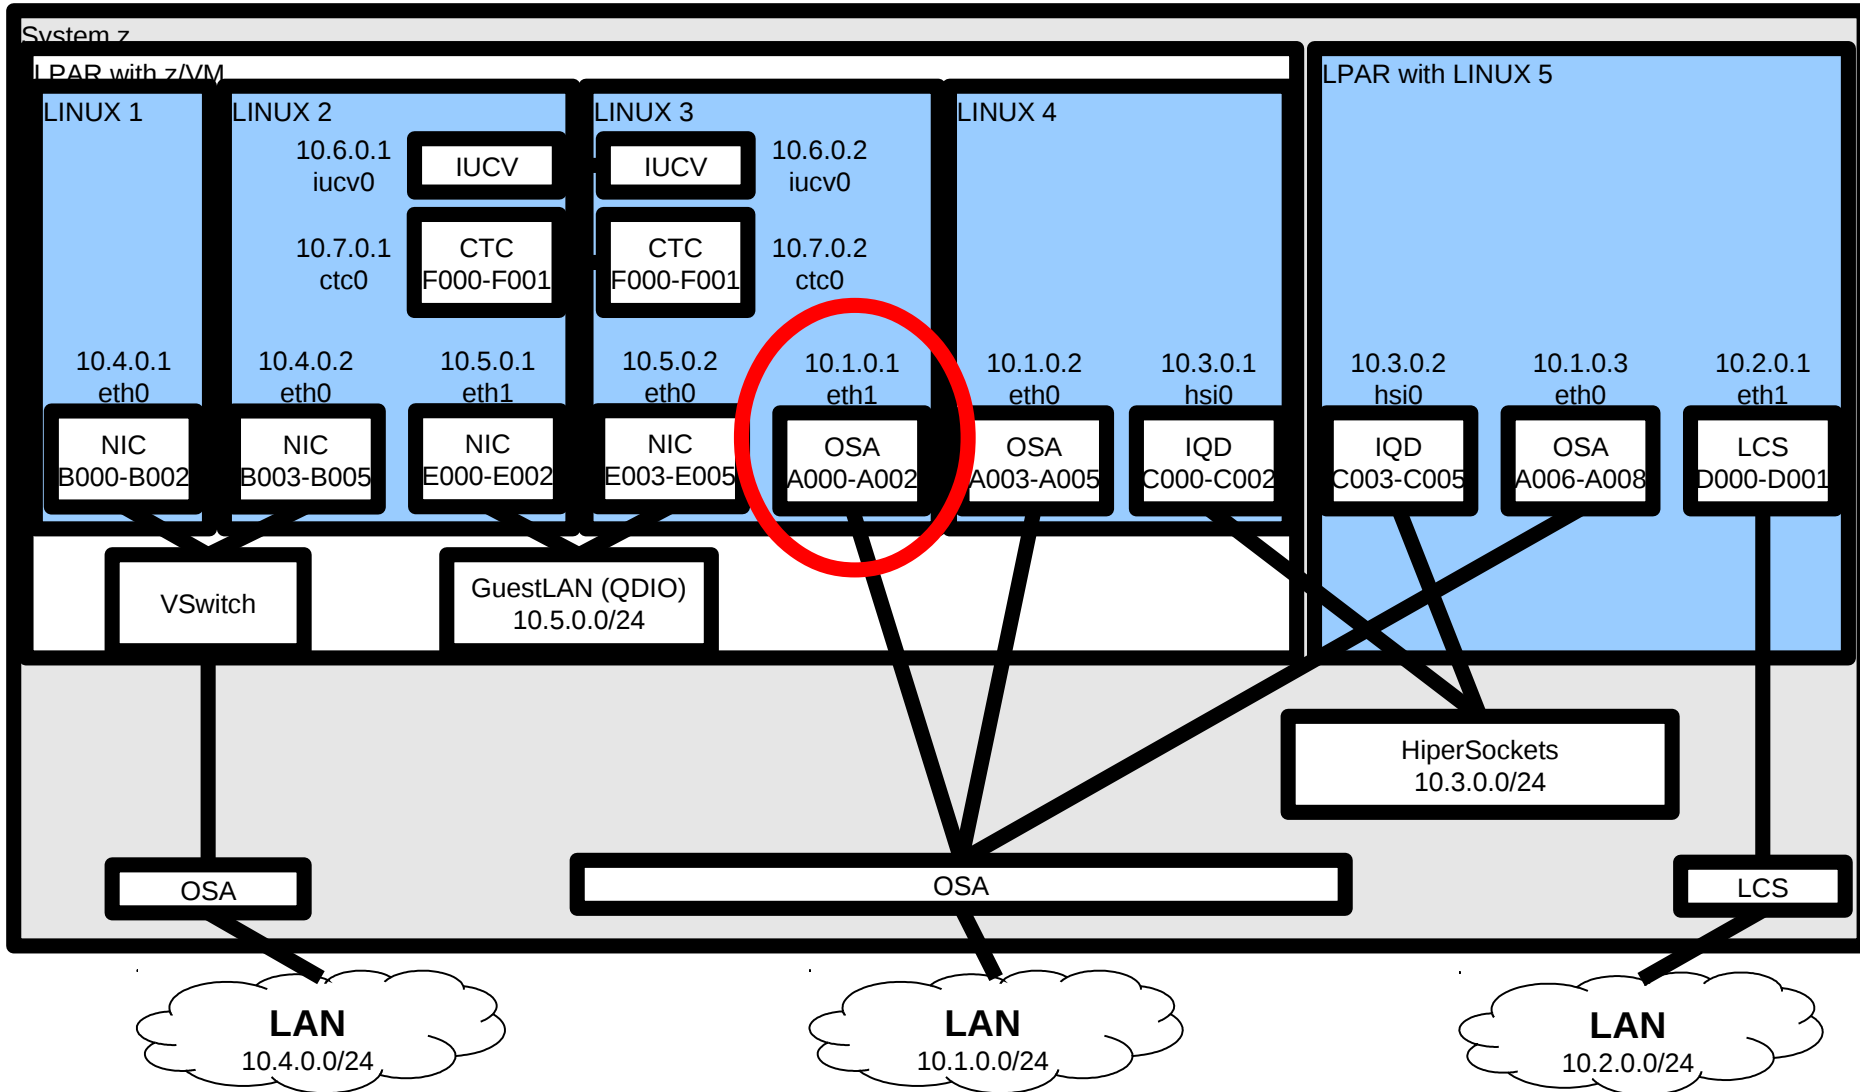 System z
LPAR with z/VM
LPAR with LINUX 5
LINUX 1
LINUX 2
LINUX 3
LINUX 4
10.6.0.1
iucv0
IUCV
IUCV
10.6.0.2
iucv0
10.7.0.1
ctc0
CTC
F000-F001
CTC
F000-F001
10.7.0.2
ctc0
10.4.0.1
eth0
10.4.0.2
eth0
10.5.0.1
eth1
10.5.0.2
eth0
10.1.0.1
eth1
10.1.0.2
eth0
10.3.0.1
hsi0
10.3.0.2
hsi0
10.1.0.3
eth0
10.2.0.1
eth1
NIC
B000-B002
NIC
B003-B005
NIC
E000-E002
NIC
E003-E005
OSA
A000-A002
OSA
A003-A005
IQD
C000-C002
IQD
C003-C005
OSA
A006-A008
LCS
D000-D001
VSwitch
GuestLAN (QDIO)
10.5.0.0/24
HiperSockets
10.3.0.0/24
OSA
OSA
LCS
LAN
10.4.0.0/24
LAN
10.1.0.0/24
LAN
10.2.0.0/24